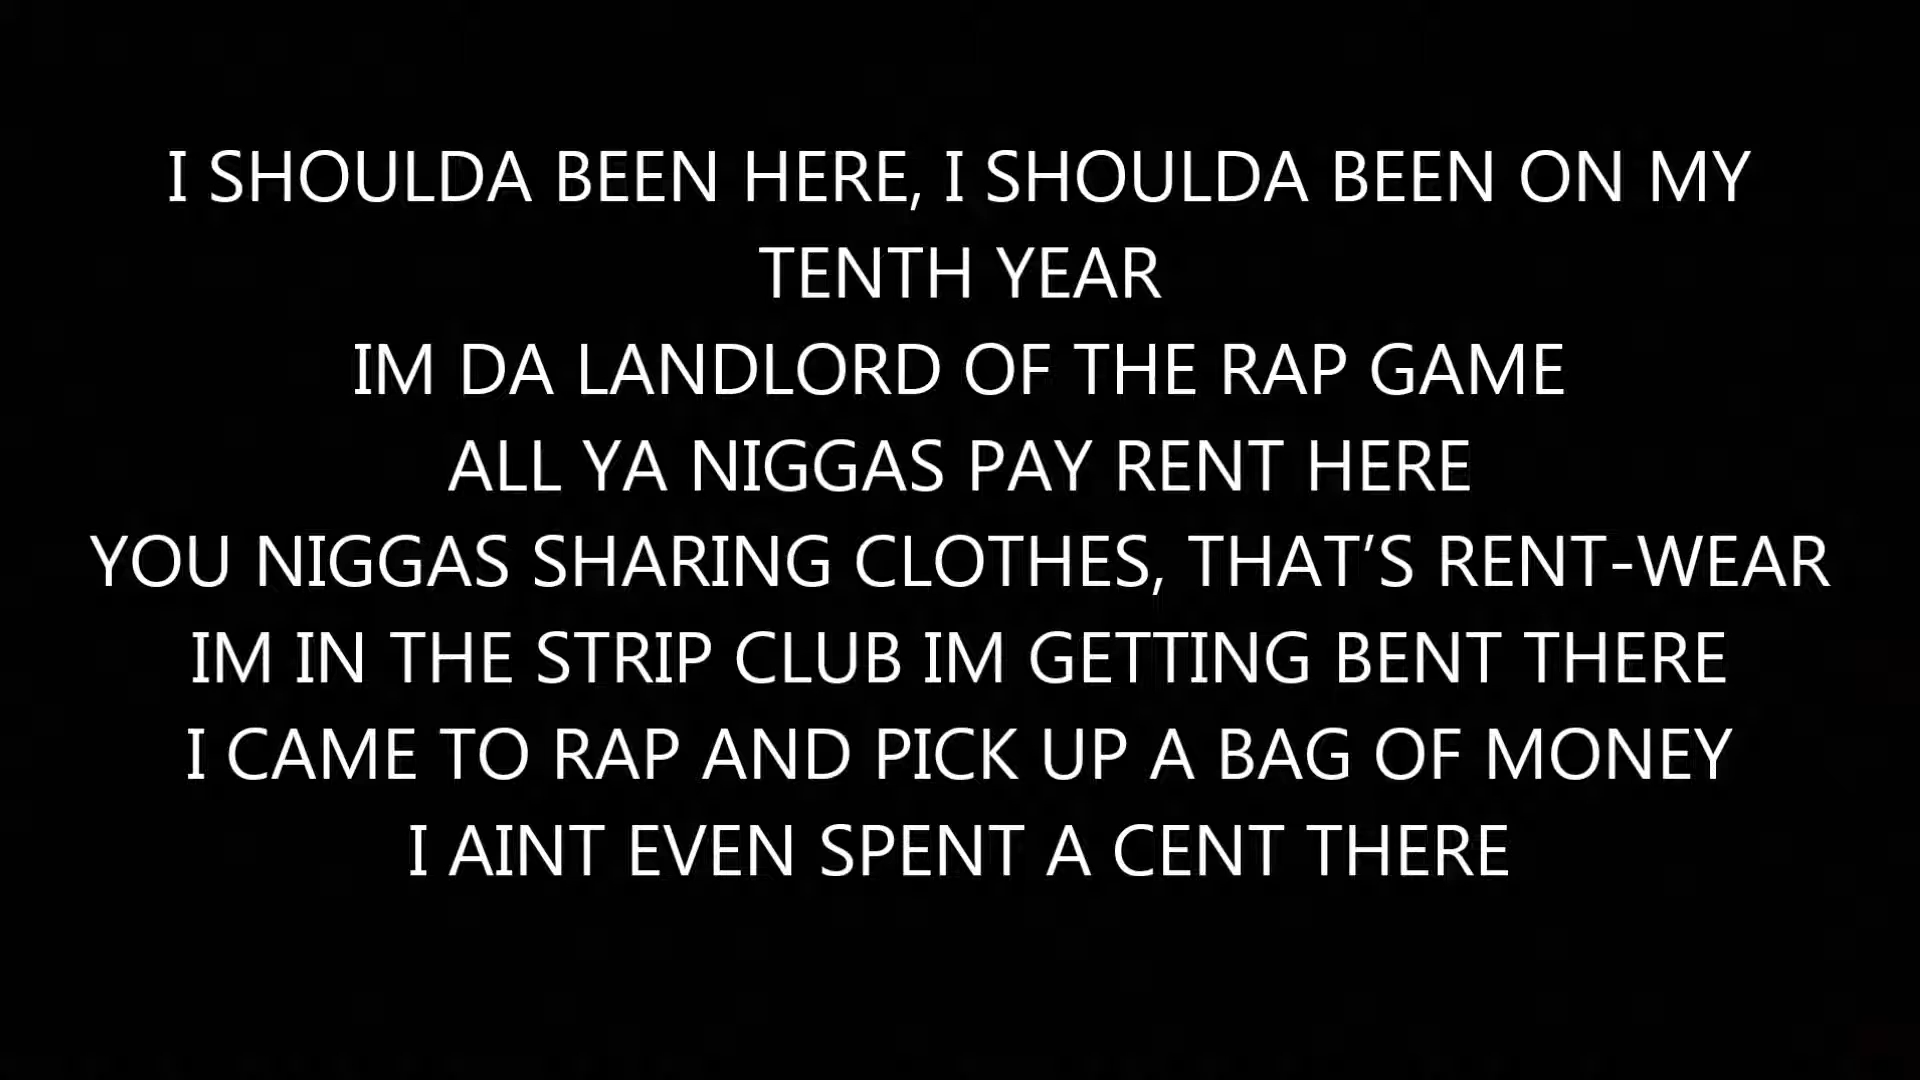 I SHOULDA BEEN HERE, I SHOULDA BEEN ON MY
TENTH YEAR
IM DA LANDLORD OF THE RAP GAME
ALL YA NIGGAS PAY RENT HERE
YOU NIGGAS SHARING CLOTHES, THAT’S RENT-WEAR
IM IN THE STRIP CLUB IM GETTING BENT THERE
I CAME TO RAP AND PICK UP A BAG OF MONEY
I AINT EVEN SPENT A CENT THERE